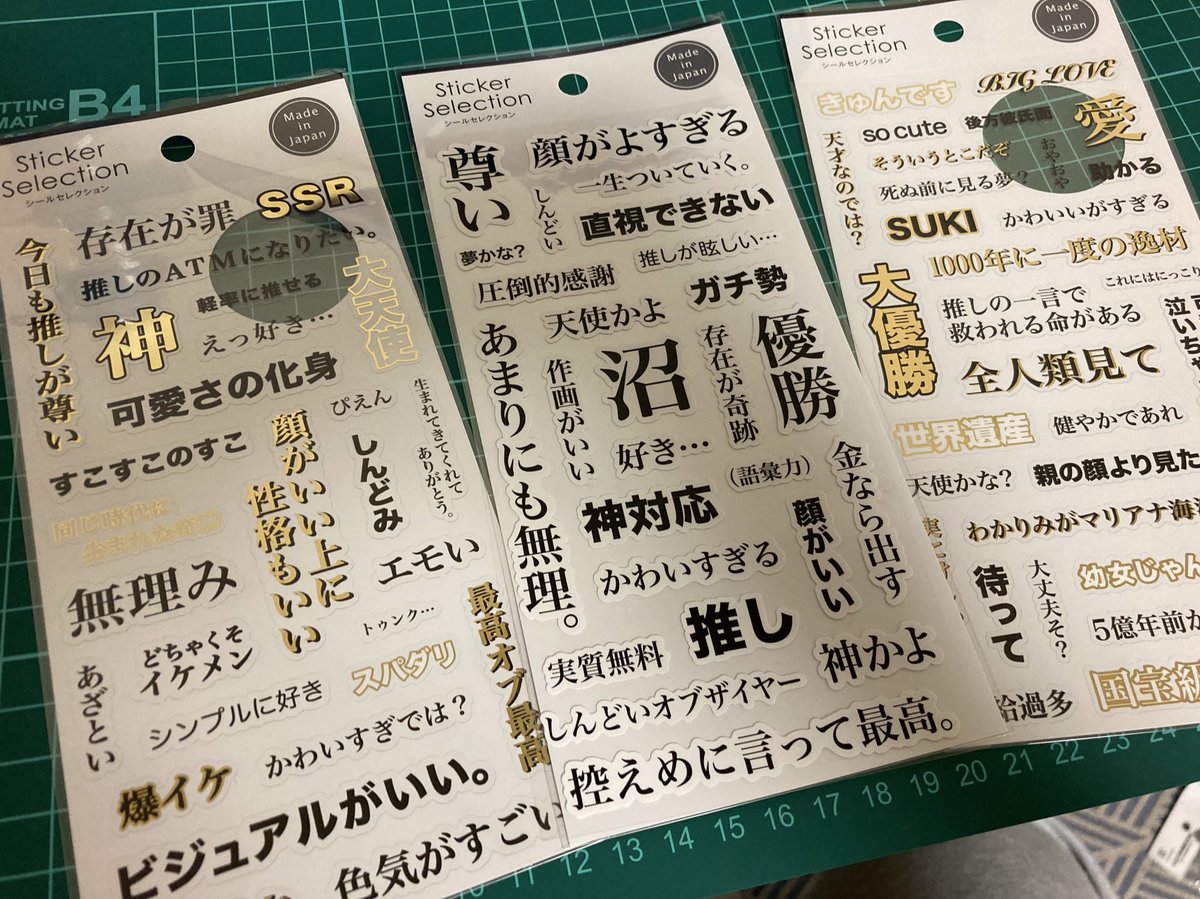 CUTTING
MAT
B4
Sticker
Selection
シールセレクション
Made
in
Japan
SSR
存在が罪
今日も推しが尊い
推しのATMになりたい。
軽率に推せる
大天使
神
えっ好き…
可愛さの化身
ぴえん
生まれてきてくれて
ありがとう。
すこすこのすこ
顔がいい上に
性格もいい
しんどみ
同じ時代に
無理み
エモい
トゥンク…
最高オブ最高
どちゃくそ
イケメン
あざとい
スパダリ
シンプルに好き
かわいすぎでは？
爆イケ
ビジュアルがいい。
色気がすごい
Sticker
Selection
シールセレクション
Made
in
Japan
尊い
顔がよすぎる
一生ついていく。
しんどい
直視できない
夢かな？
推しが眩しい…
圧倒的感謝
ガチ勢
天使かよ
あまりにも無理。
作画がいい
沼
存在が奇跡
優勝
好き…
（語彙力）
金なら出す
神対応
顔がいい
かわいすぎる
推し
実質無料
神かよ
しんどいオブザイヤー
控えめに言って最高。
Sticker
Selection
シールセレクション
Made
in
Japan
きゅんです
BIG LOVE
天才なのでは？
so cute
後方彼氏面
愛
そういうとこだぞ
おやおや
死ぬ前に見る夢？
助かる
SUKI
かわいいがすぎる
1000年に一度の逸材
大優勝
これにはにっこり
推しの一言で
救われる命がある
全人類見て
世界遺産
健やかであれ
天使かな？
親の顔より見た
わかりみがマリアナ海
待って
大丈夫そ？
幼女じゃん
5億年前か
給過多
国宝級
12 13 14 15 16 17 18 19 20 21 22 23 24